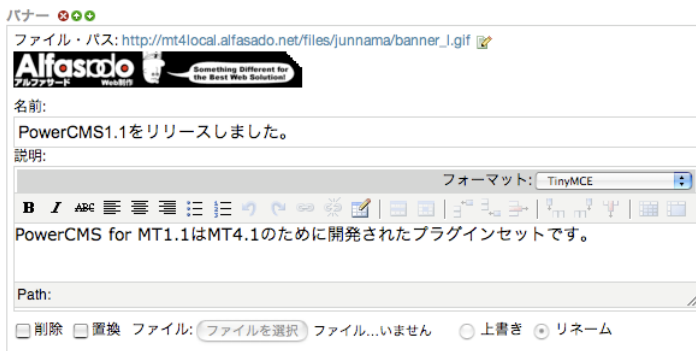 バナー
ファイル・パス: http://mt4local.alfasado.net/files/junnama/banner_l.gif
Alfasado
アルファサード Web制作
Something Different for
the Best Web Solution!
名前:
PowerCMS1.1をリリースしました。
説明:
フォーマット: TinyMCE
B I ABC
PowerCMS for MT1.1はMT4.1のために開発されたプラグインセットです。
Path:
削除 置換 ファイル: ファイルを選択 ファイル...いません 上書き リネーム